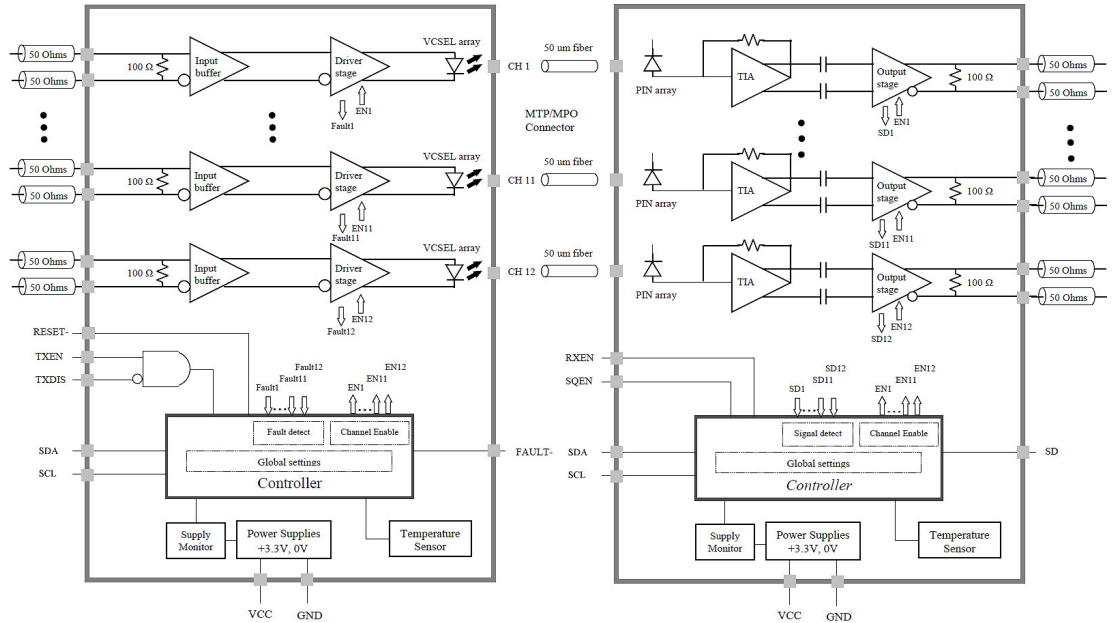 50 Ohms
50 Ohms
100 Ω
Input buffer
Driver stage
VCSEL array
EN1
Fault1
CH 1
50 um fiber
MTP/MPO
Connector
PIN array
TIA
Output stage
SD1
EN1
100 Ω
50 Ohms
50 Ohms
50 Ohms
50 Ohms
100 Ω
Input buffer
Driver stage
VCSEL array
EN11
Fault11
CH 11
50 um fiber
PIN array
TIA
Output stage
SD11
EN11
100 Ω
50 Ohms
50 Ohms
50 Ohms
50 Ohms
100 Ω
Input buffer
Driver stage
VCSEL array
EN12
Fault12
CH 12
50 um fiber
PIN array
TIA
Output stage
SD12
EN12
100 Ω
50 Ohms
50 Ohms
RESET-
TXEN
TXDIS
Fault1
Fault11
Fault12
EN1
EN11
EN12
Fault detect
Channel Enable
Global settings
Controller
SDA
SCL
FAULT-
Supply
Monitor
Power Supplies
+3.3V, 0V
Temperature
Sensor
VCC
GND
RXEN
SQEN
SD1
SD11
SD12
EN1
EN11
EN12
Signal detect
Channel Enable
Global settings
Controller
SDA
SCL
SD
Supply
Monitor
Power Supplies
+3.3V, 0V
Temperature
Sensor
VCC
GND